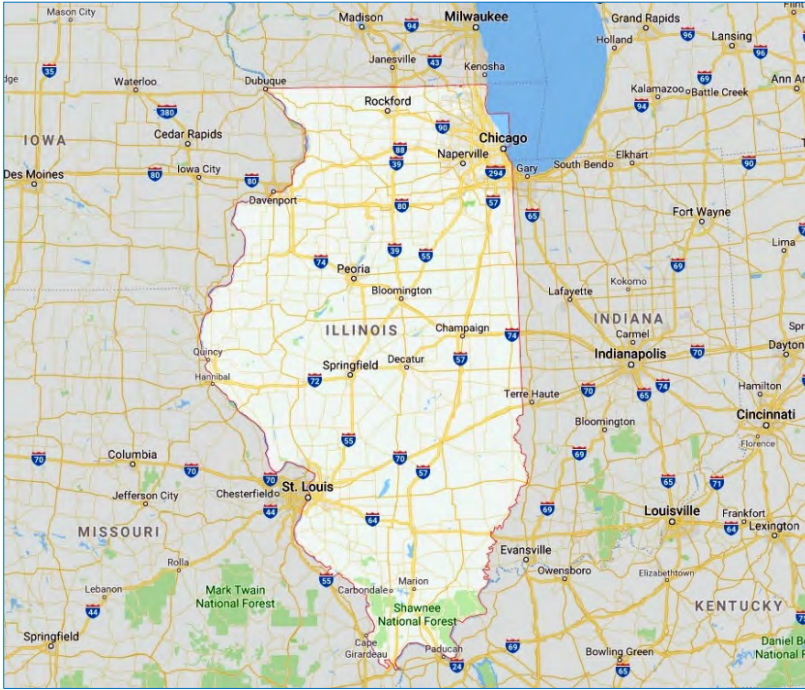 Mason City
Madison
94
Milwaukee
Grand Rapids
96
Lansing
96
Holland
Janesville
43
Kenosha
35
Waterloo
Dubuque
69
Kalamazoo
Battle Creek
94
Ann Ar
380
Rockford
90
IOWA
Cedar Rapids
Chicago
88
39
Naperville
294
Gary
South Bend
Elkhart
90
Des Moines
80
Iowa City
80
Davenport
80
57
65
Fort Wayne
Lima
74
39
55
69
Peoria
Bloomington
Lafayette
Kokomo
ILLINOIS
Champaign
74
INDIANA
Carmel
Quincy
Hannibal
Springfield
Decatur
57
Indianapolis
70
Dayton
72
Terre Haute
70
65
74
Hamilton
Cincinnati
Florence
55
70
57
Bloomington
69
70
Columbia
70
70
Chesterfield
St. Louis
44
64
65
71
Jefferson City
69
Louisville
64
Frankfort
Lexington
MISSOURI
Rolla
55
Carbondale
Marion
Evansville
Owensboro
Elizabethtown
Lebanon
44
Mark Twain
National Forest
Shawnee
National Forest
KENTUCKY
Springfield
Cape
Girardeau
Paducah
24
69
Bowling Green
65
Daniel Bo
National F